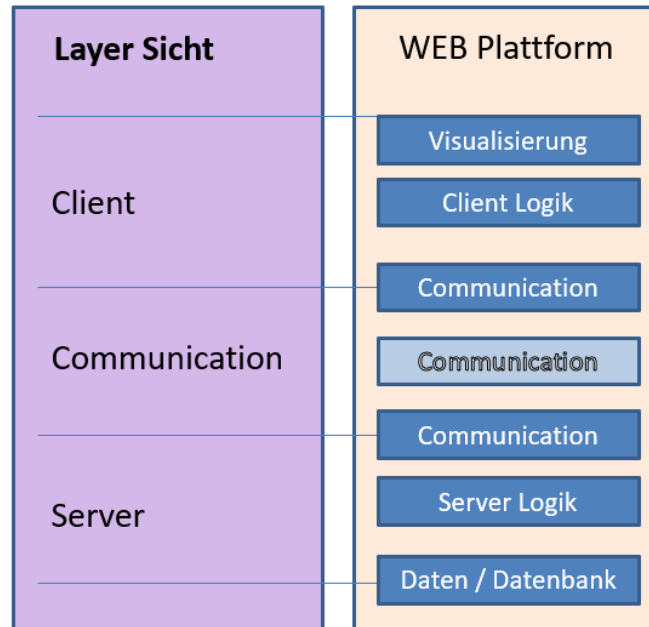 Layer Sicht
Client
Communication
Server
WEB Plattform
Visualisierung
Client Logik
Communication
Communication
Communication
Server Logik
Daten / Datenbank